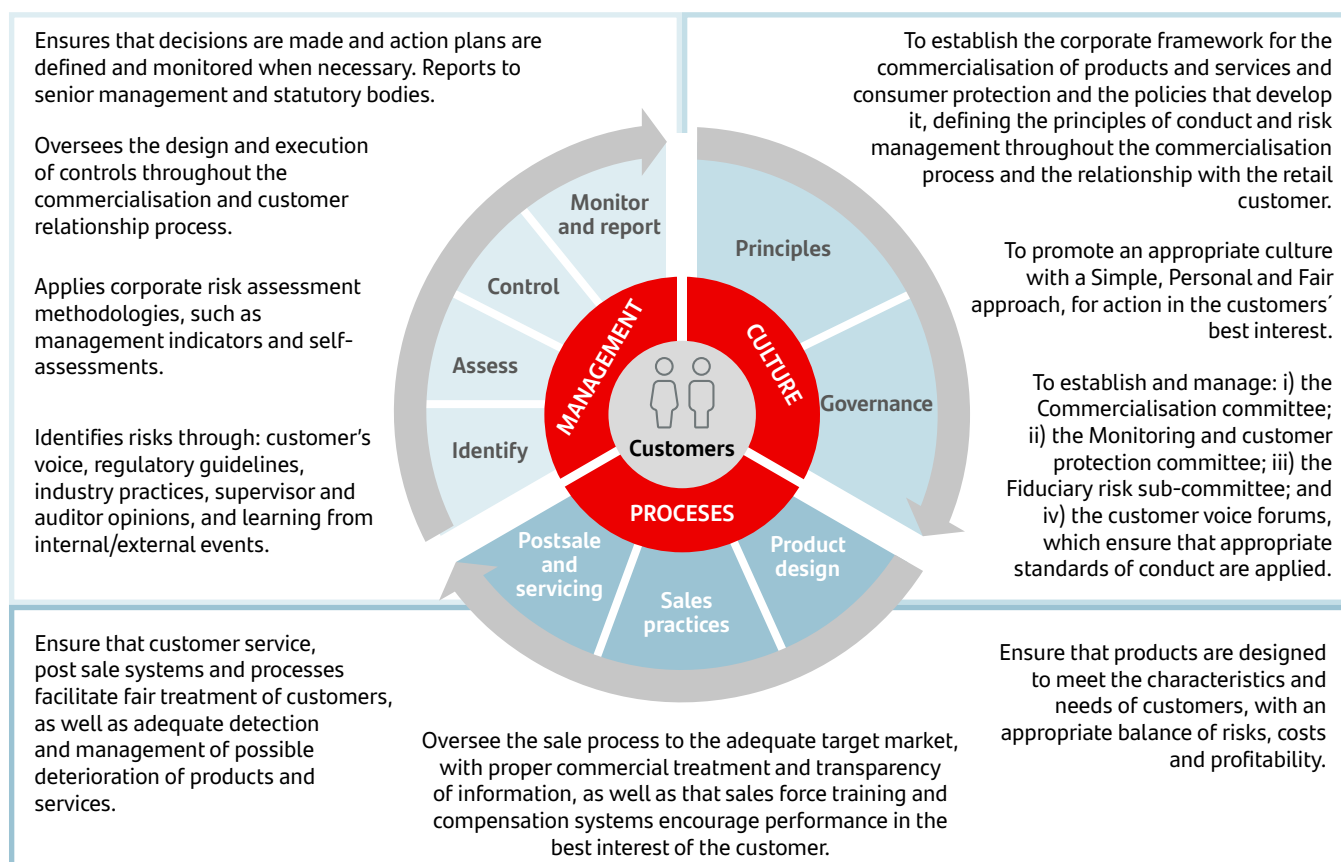 Ensures that decisions are made and action plans are
defined and monitored when necessary. Reports to
senior management and statutory bodies.
Oversees the design and execution
of controls throughout the
commercialisation and customer
relationship process.
Applies corporate risk assessment
methodologies, such as
management indicators and self-
assessments.
Identifies risks through: customer’s
voice, regulatory guidelines,
industry practices, supervisor and
auditor opinions, and learning from
internal/external events.
To establish the corporate framework for the
commercialisation of products and services and
consumer protection and the policies that develop
it, defining the principles of conduct and risk
management throughout the commercialisation
process and the relationship with the retail
customer.
To promote an appropriate culture
with a Simple, Personal and Fair
approach, for action in the customers´
best interest.
To establish and manage: i) the
Commercialisation committee;
ii) the Monitoring and customer
protection committee; iii) the
Fiduciary risk sub-committee; and
iv) the customer voice forums,
which ensure that appropriate
standards of conduct are applied.
Monitor
and report
Control
Assess
Identify
Principles
Governance
MANAGEMENT
CULTURE
Customers
PROCESES
Postsale
and
servicing
Sales
practices
Product
design
Ensure that customer service,
post sale systems and processes
facilitate fair treatment of customers,
as well as adequate detection
and management of possible
deterioration of products and
services.
Oversee the sale process to the adequate target market,
with proper commercial treatment and transparency
of information, as well as that sales force training and
compensation systems encourage performance in the
best interest of the customer.
Ensure that products are designed
to meet the characteristics and
needs of customers, with an
appropriate balance of risks, costs
and profitability.